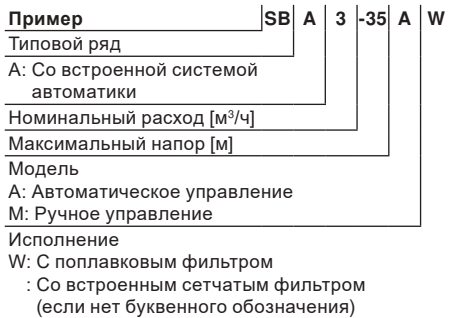 Пример SB A 3 -35 A W
Типовой ряд
A: Со встроенной системой
автоматики
Номинальный расход [м³/ч]
Максимальный напор [м]
Модель
A: Автоматическое управление
M: Ручное управление
Исполнение
W: С поплавковым фильтром
: Со встроенным сетчатым фильтром
(если нет буквенного обозначения)